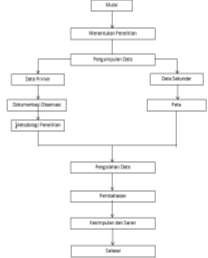 Mulai
Menentukan Penelitian
Pengumpulan Data
Data Primer
Data Sekunder
Dokumentasi Observasi
Peta
Metodologi Penelitian
Pengolahan Data
Pembahasan
Kesimpulan dan Saran
Selesai